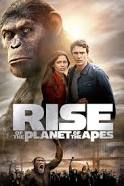 RISE
OF THE PLANET OF THE APES